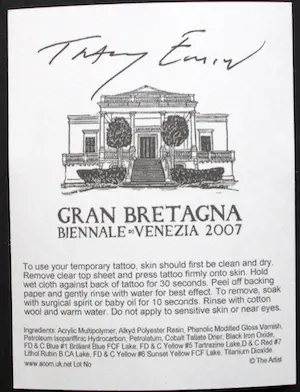 Tracey Emin
GRAN BRETAGNA
BIENNALE DI VENEZIA 2007
To use your temporary tattoo, skin should first be clean and dry.
Remove clear top sheet and press tattoo firmly onto skin. Hold
wet cloth against back of tattoo for 30 seconds. Peel off backing
paper and gently rinse with water for best effect. To remove, soak
with surgical spirit or baby oil for 10 seconds. Rinse with cotton
wool and warm water. Do not apply to sensitive skin or near eyes.
Ingredients: Acrylic Multipolymer, Alkyd Polyester Resin, Phenolic Modified Gloss Varnish,
Petroleum Isopariffinic Hydrocarbon, Petrolatum, Cobalt Tallate Drier, Black Iron Oxide,
FD & C Blue #1 Brilliant Blue FCF Lake, FD & C Yellow #5 Tartrazine Lake,D & C Red #7
Lithol Rubin B CA Lake, FD & C Yellow #6 Sunset Yellow FCF Lake, Titanium Dioxide.
www.acorn.uk.net Lot No © The Artist